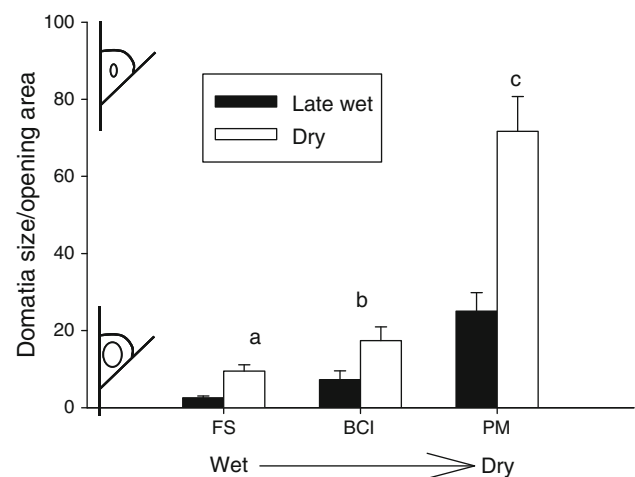 100
80
60
40
20
0
Domatia size/opening area
Late wet
Dry
a
b
c
FS BCI PM
Wet Dry